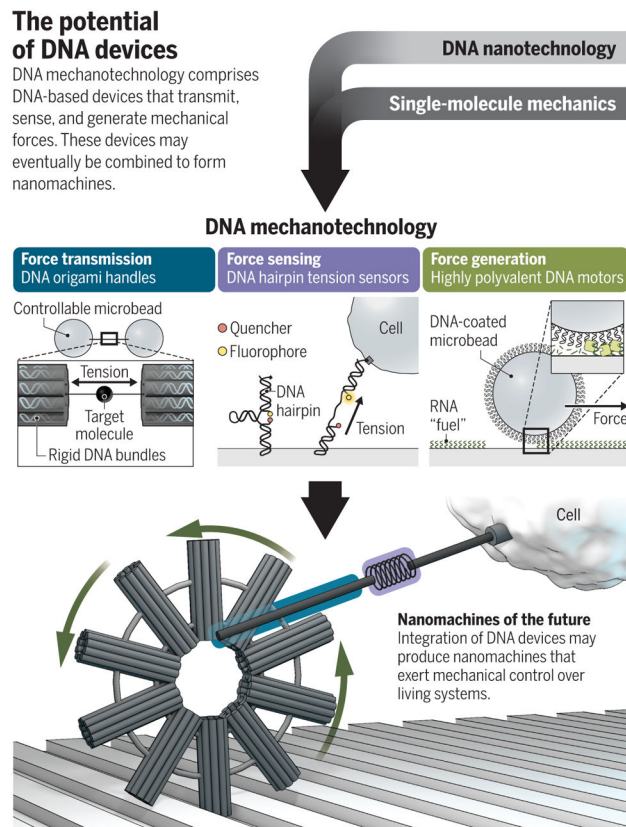 The potential
of DNA devices
DNA mechanotechnology comprises
DNA-based devices that transmit,
sense, and generate mechanical
forces. These devices may
eventually be combined to form
nanomachines.
DNA nanotechnology
Single-molecule mechanics
DNA mechanotechnology
Force transmission
DNA origami handles
Controllable microbead
Tension
Target
molecule
Rigid DNA bundles
Force sensing
DNA hairpin tension sensors
Quencher
Fluorophore
Cell
DNA
hairpin
Tension
Force generation
Highly polyvalent DNA motors
DNA-coated
microbead
RNA
“fuel”
Force
Cell
Nanomachines of the future
Integration of DNA devices may
produce nanomachines that
exert mechanical control over
living systems.